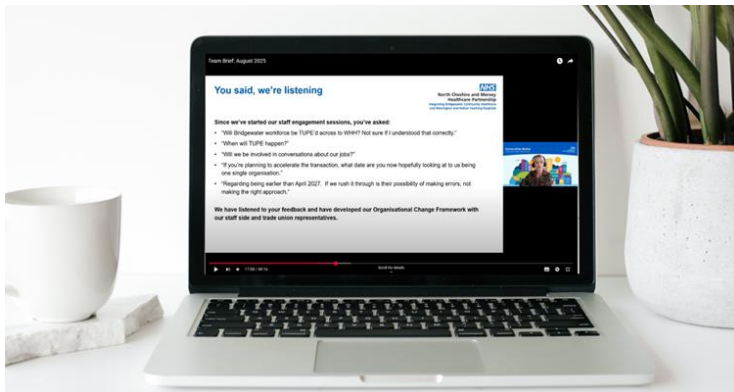 Team Brief: August 2025
You said, we're listening
NHS
North Cheshire and Mersey
Healthcare Partnership
Since we've started our staff engagement sessions, you've asked:
• "Will Bridgewater workforce be TUPE'd across to WHH? Not sure if I understood that correctly."
• "When will TUPE happen?"
• "Will we be involved in conversations about our jobs?"
• "If you're planning to accelerate the transaction, what date are you now hopefully looking at to us being
one single organisation."
• "Regarding being earlier than April 2027. If we rush it through is their possibility of making errors, not
making the right approach."
We have listened to your feedback and have developed our Organisational Change Framework with
our staff side and trade union representatives.
Scroll for details